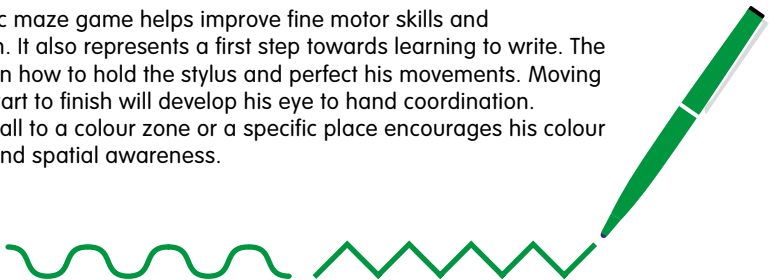 c maze game helps improve fine motor skills and
n. It also represents a first step towards learning to write. The
n how to hold the stylus and perfect his movements. Moving
art to finish will develop his eye to hand coordination.
all to a colour zone or a specific place encourages his colour
nd spatial awareness.